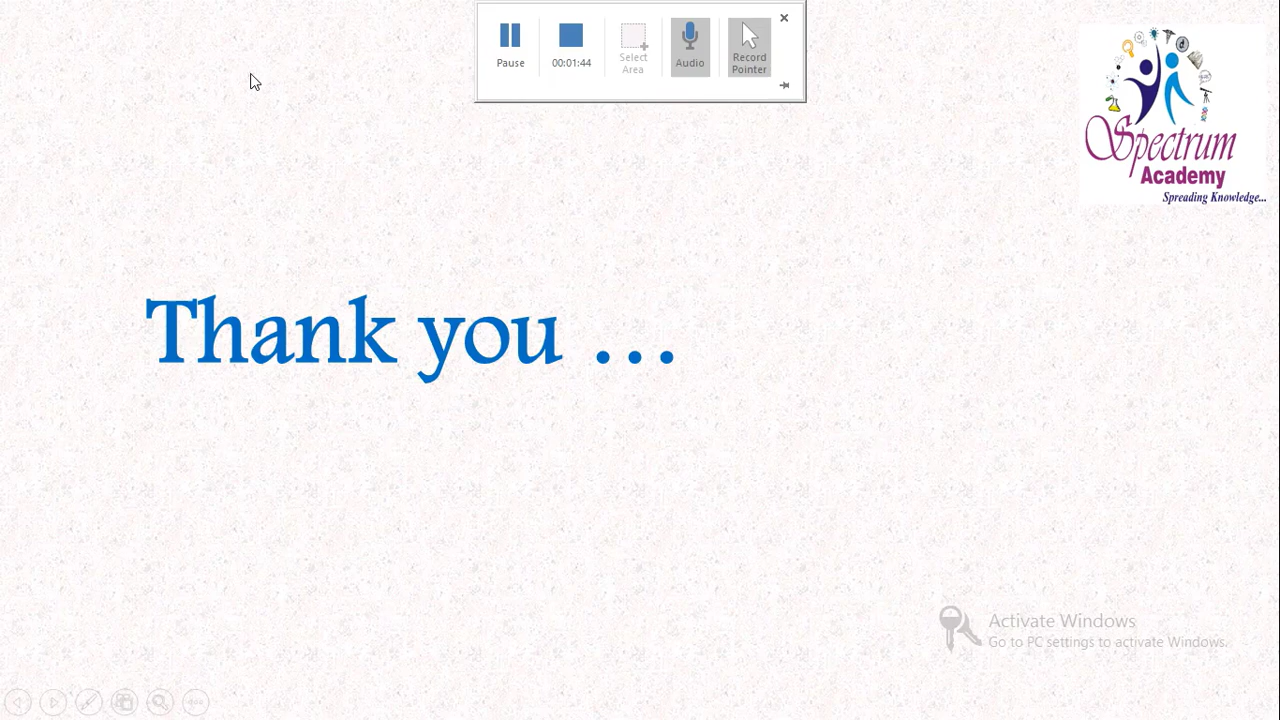 Pause
00:01:44
Select
Area
Audio
Record
Pointer
Spectrum
Academy
Spreading Knowledge...
Thank you ...
Activate Windows
Go to PC settings to activate Windows.